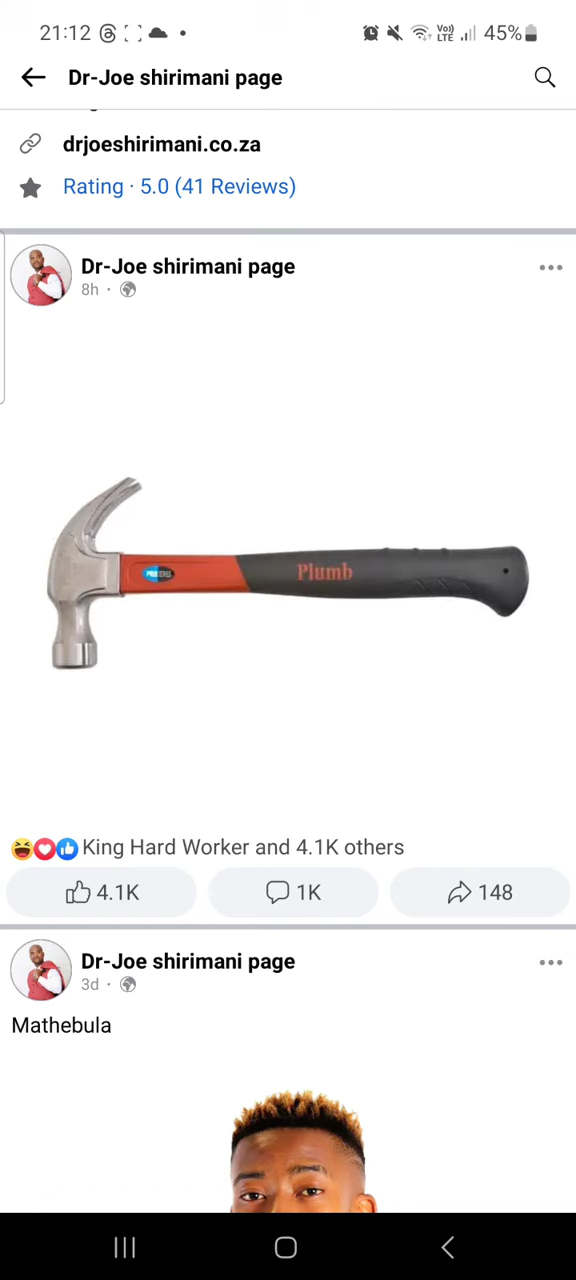 21:12
Vo))
LTE
45%
Dr-Joe shirimani page
drjoeshirimani.co.za
Rating · 5.0 (41 Reviews)
Dr-Joe shirimani page
8h ·
Plumb
King Hard Worker and 4.1K others
4.1K
1K
148
Dr-Joe shirimani page
3d ·
Mathebula